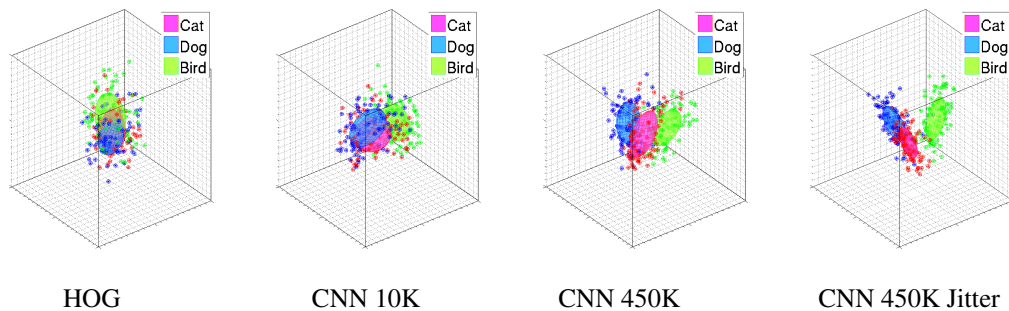 Cat
Dog
Bird
Cat
Dog
Bird
Cat
Dog
Bird
Cat
Dog
Bird
HOG
CNN 10K
CNN 450K
CNN 450K Jitter